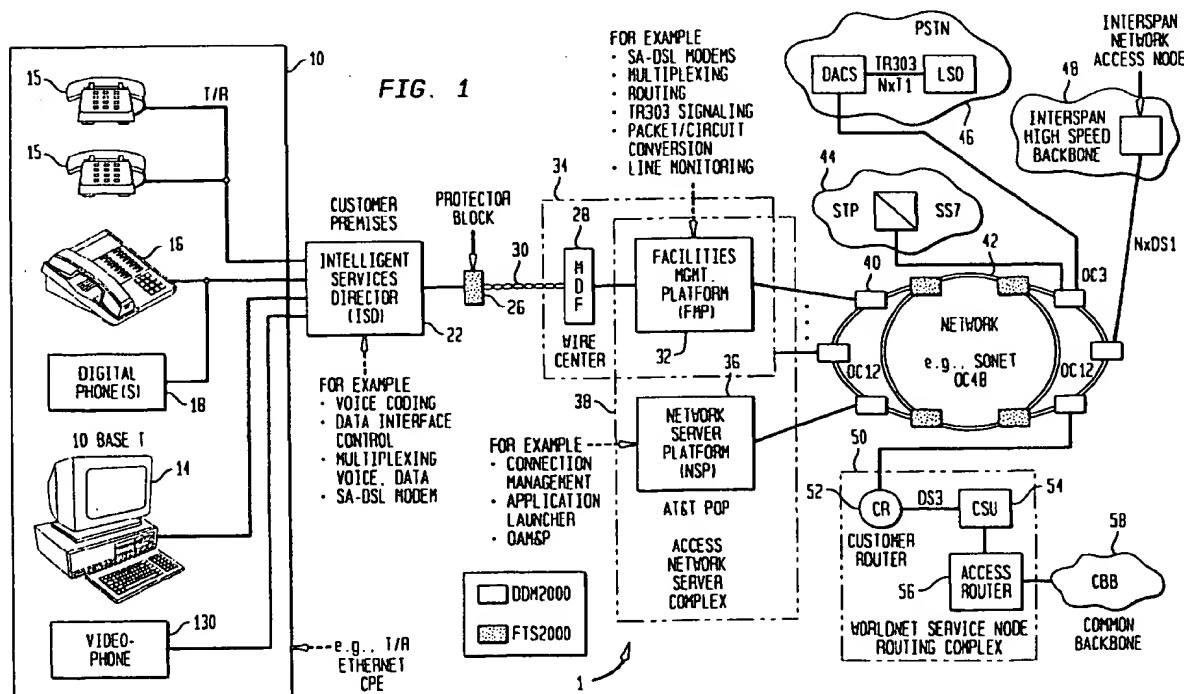 FIG. 1
10
15
T/R
15
16
DIGITAL
PHONE(S)
18
10 BASE T
14
VIDEO-
PHONE
130
e.g., T/R
ETHERNET
CPE
CUSTOMER
PREMISES
INTELLIGENT
SERVICES
DIRECTOR
(ISD)
22
FOR EXAMPLE
• VOICE CODING
• DATA INTERFACE
CONTROL
• MULTIPLEXING
VOICE, DATA
• SA-DSL MODEM
PROTECTOR
BLOCK
26
30
34
28
MDF
WIRE
CENTER
FOR EXAMPLE
• SA-DSL MODEMS
• MULTIPLEXING
• ROUTING
• TR303 SIGNALING
• PACKET/CIRCUIT
CONVERSION
• LINE MONITORING
FACILITIES
MGMT.
PLATFORM
(FMP)
32
36
38
NETWORK
SERVER
PLATFORM
(NSP)
FOR EXAMPLE
• CONNECTION
MANAGEMENT
• APPLICATION
LAUNCHER
• OAM&P
AT&T POP
ACCESS
NETWORK
SERVER
COMPLEX
DDM2000
FTS2000
1
PSTN
DACS
TR303
NxT1
LSO
46
INTERSPAN
NETWORK
ACCESS NODE
48
INTERSPAN
HIGH SPEED
BACKBONE
44
STP
SS7
NxDS1
40
42
OC3
OC12
NETWORK
e.g., SONET
OC48
OC12
50
52
CR
DS3
CSU
54
CUSTOMER
ROUTER
56
ACCESS
ROUTER
58
CBB
COMMON
BACKBONE
WORLDNET SERVICE NODE
ROUTING COMPLEX